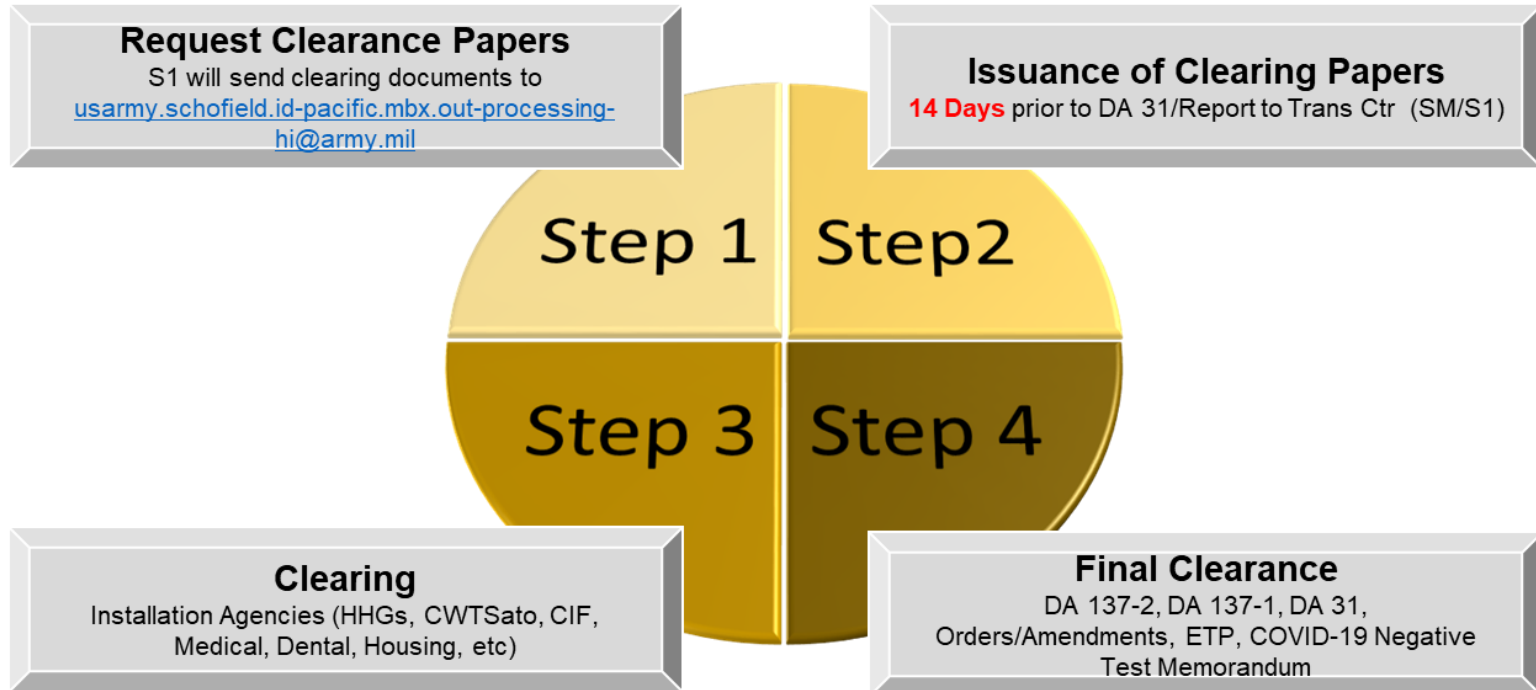 Request Clearance Papers
S1 will send clearing documents to
usarmy.schofield.id-pacific.mbx.out-processing-
hi@army.mil
Issuance of Clearing Papers
14 Days prior to DA 31/Report to Trans Ctr (SM/S1)
Step 1
Step2
Step 3
Step 4
Clearing
Installation Agencies (HHGs, CWTSato, CIF,
Medical, Dental, Housing, etc)
Final Clearance
DA 137-2, DA 137-1, DA 31,
Orders/Amendments, ETP, COVID-19 Negative
Test Memorandum